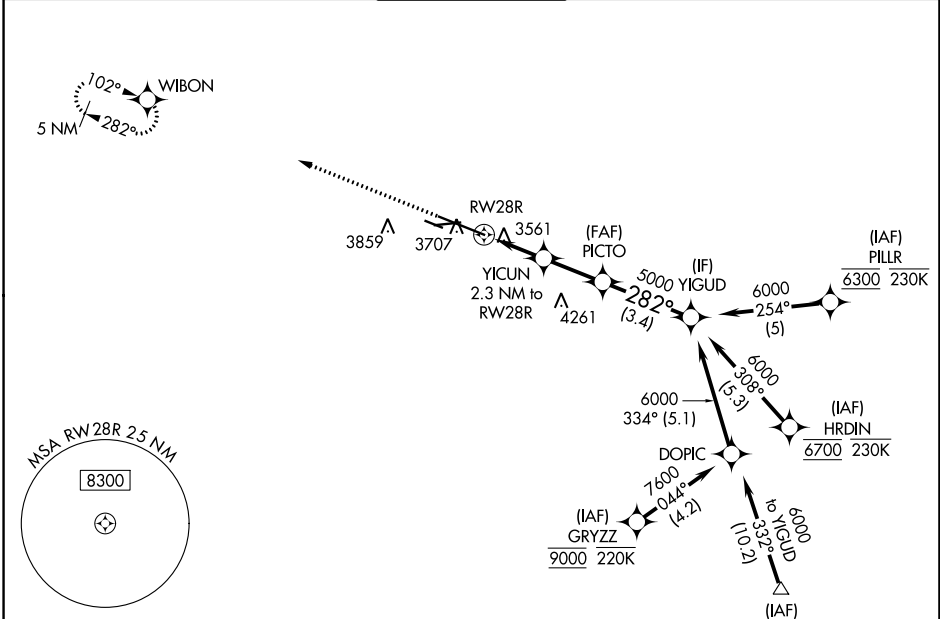 102°
WIBON
5 NM
282°
RW28R
3859
3707
3561
YICUN
2.3 NM to
RW28R
4261
(FAF)
PICTO
5000
282°
(3.4)
(IF)
YIGUD
(IAF)
PILLR
6300 230K
6000
254°
(5)
6000
308°
(5.3)
(IAF)
HRDIN
6700 230K
6000
334° (5.1)
DOPIC
7600
044°
(4.2)
(IAF)
GRYZZ
9000 220K
6000
to YIGUD
332°
(10.2)
(IAF)
MSA RW28R 25 NM
8300